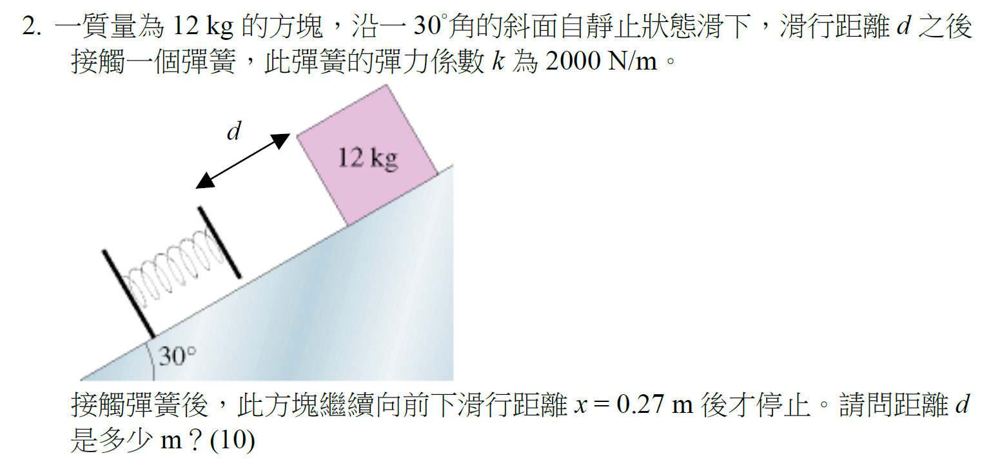 2. 一質量為 12 kg 的方塊，沿一 30°角的斜面自靜止狀態滑下，滑行距離 d 之後
接觸一個彈簧，此彈簧的彈力係數 k 為 2000 N/m。
d
12 kg
30°
接觸彈簧後，此方塊繼續向前下滑行距離 x = 0.27 m 後才停止。請問距離 d
是多少 m？(10)